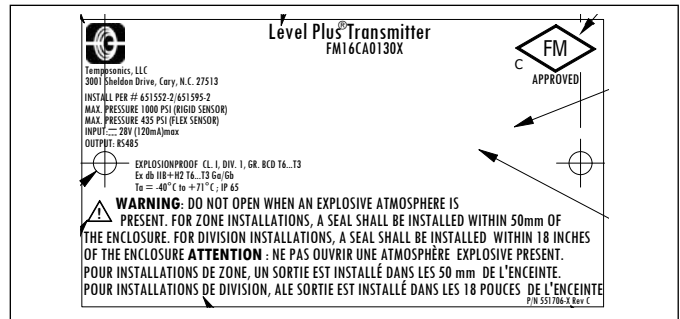 Level Plus® Transmitter
FM16CA0130X
FM
C
APPROVED
Temposonics, LLC
3001 Sheldon Drive, Cary, N.C. 27513
INSTALL PER # 651552-2/651595-2
MAX. PRESSURE 1000 PSI (RIGID SENSOR)
MAX. PRESSURE 435 PSI (FLEX SENSOR)
INPUT: ⎓ 28V (120mA)max
OUTPUT: RS485
EXPLOSIONPROOF CL. I, DIV. 1, GR. BCD T6...T3
Ex db IIB+H2 T6...T3 Ga/Gb
Ta = -40°C to +71°C ; IP 65
WARNING: DO NOT OPEN WHEN AN EXPLOSIVE ATMOSPHERE IS
PRESENT. FOR ZONE INSTALLATIONS, A SEAL SHALL BE INSTALLED WITHIN 50mm OF
THE ENCLOSURE. FOR DIVISION INSTALLATIONS, A SEAL SHALL BE INSTALLED WITHIN 18 INCHES
OF THE ENCLOSURE ATTENTION : NE PAS OUVRIR UNE ATMOSPHÈRE EXPLOSIVE PRESENT.
POUR INSTALLATIONS DE ZONE, UN SORTIE EST INSTALLÉ DANS LES 50 mm DE L'ENCEINTE.
POUR INSTALLATIONS DE DIVISION, ALE SORTIE EST INSTALLÉ DANS LES 18 POUCES DE L'ENCEINTE
P/N 551706-X Rev C